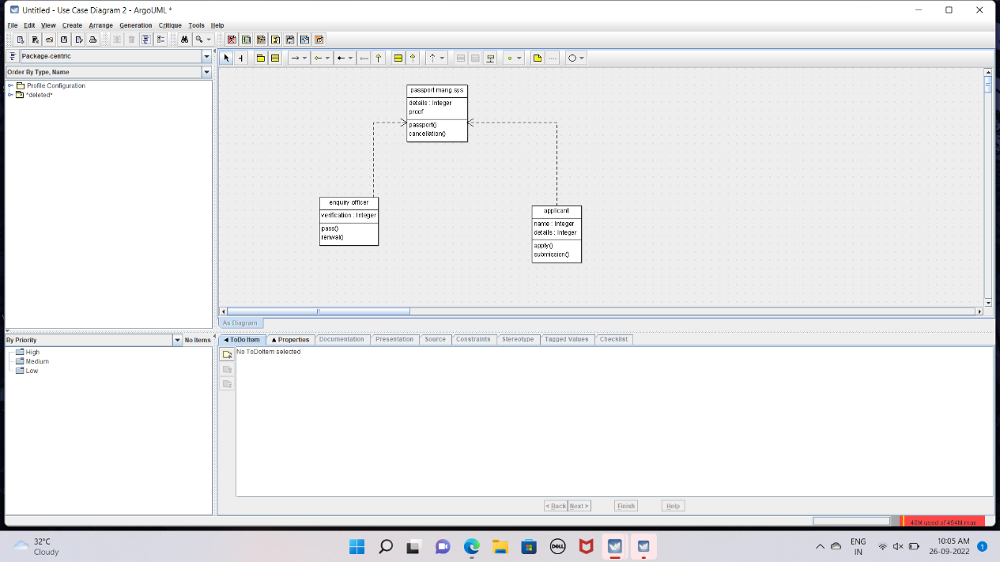 Untitled - Use Case Diagram 2 - ArgoUML *
File Edit View Create Arrange Generation Critique Tools Help
Package-centric
Order By Type, Name
Profile Configuration
*deleted*
passport mang sys
details : Integer
proof
passport()
cancellation()
enquiry officer
verification : Integer
pass()
renwal()
applicant
name : Integer
details : Integer
apply()
submission()
As Diagram
By Priority No Items
High
Medium
Low
ToDo Item Properties Documentation Presentation Source Constraints Stereotype Tagged Values Checklist
No ToDoItem selected
< Back Next > Finish Help
40M used of 494M max
32°C
Cloudy
DELL
ENG
IN
10:05 AM
26-09-2022
1